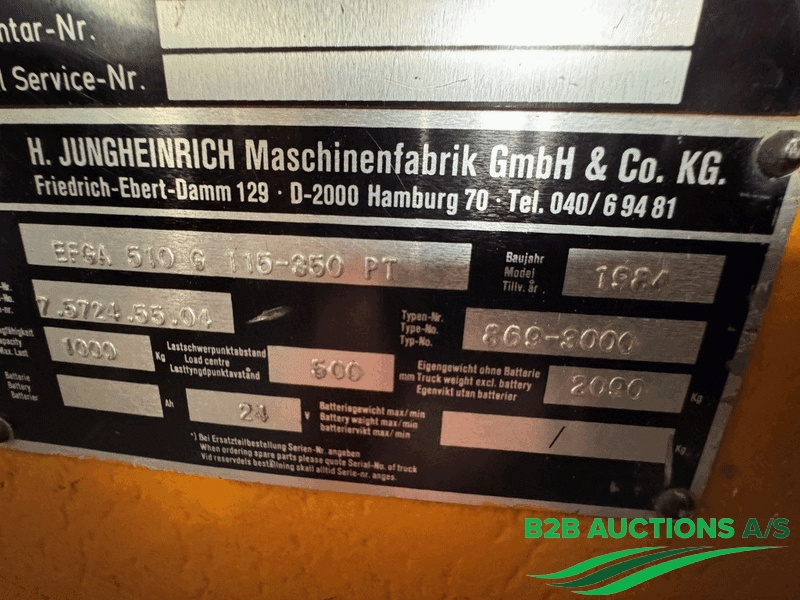 ntar-Nr.
l Service-Nr.
H. JUNGHEINRICH Maschinenfabrik GmbH & Co. KG.
Friedrich-Ebert-Damm 129 · D-2000 Hamburg 70 · Tel. 040/6 94 81
EFGA 510 G 115-350 PT
Baujahr
Model
Tillv. år
1984
7.5724.55.04
Typen-Nr.
Type-No.
Typ-No.
869-3000
1000 Kg
Lastschwerpunktabstand
Load centre
Lasttyngdpunktavstånd
500 mm
Eigengewicht ohne Batterie
Truck weight excl. battery
Egenvikt utan batterier
2090 Kg
Batterie
Battery
Batterier
Ah
24 V
Batteriegewicht max/min
Battery weight max/min
batteriervikt max/min
/ Kg
*) Bei Ersatzteilbestellung Serien-Nr. angeben
When ordering spare parts please quote Serial-No. of truck
Vid reservdels beställning skall alltid Serie-nr. anges.
B2B AUCTIONS A/S